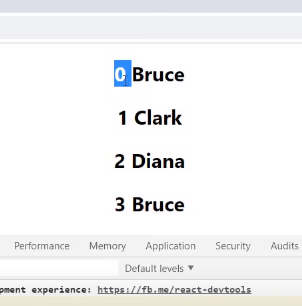 0 Bruce
1 Clark
2 Diana
3 Bruce
Performance Memory Application Security Audits
Default levels ▼
pment experience: https://fb.me/react-devtools